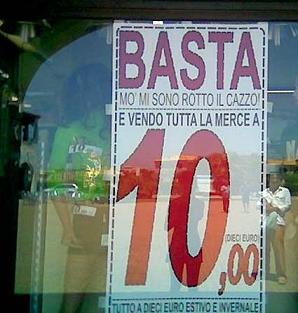 BASTA
MO' MI SONO ROTTO IL CAZZO!
E VENDO TUTTA LA MERCE A
10,00
(DIECI EURO)
TUTTO A DIECI EURO ESTIVO E INVERNALE